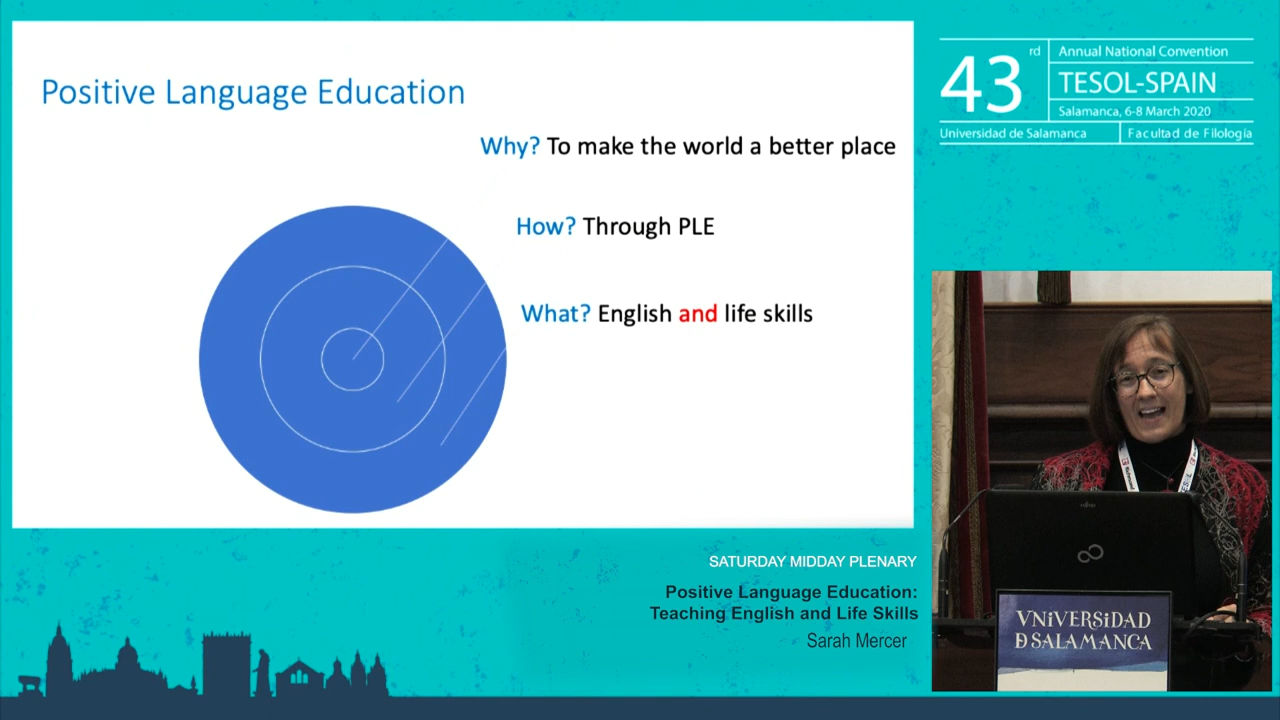 Positive Language Education
Why? To make the world a better place
How? Through PLE
What? English and life skills
43rd
Annual National Convention
TESOL-SPAIN
Salamanca, 6-8 March 2020
Universidad de Salamanca
Facultad de Filología
SATURDAY MIDDAY PLENARY
Positive Language Education:
Teaching English and Life Skills
Sarah Mercer
VNiVERSiDAD
Ð SALAMANCA